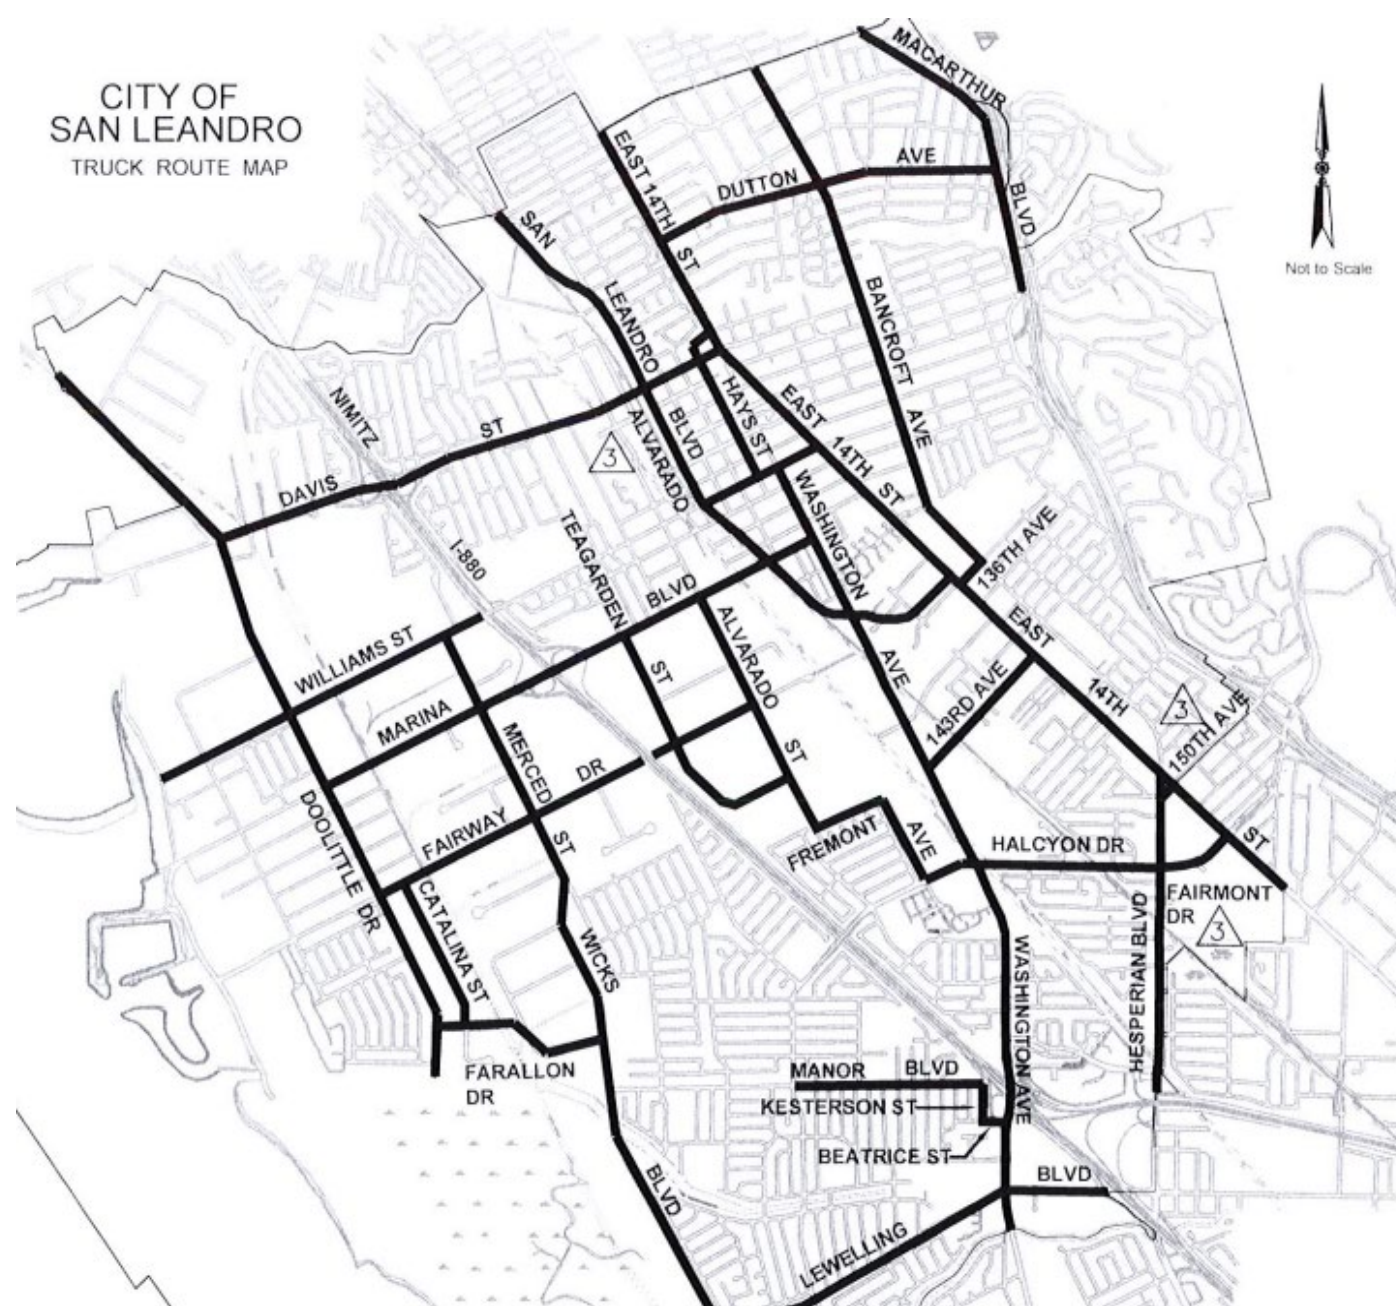 CITY OF
SAN LEANDRO
TRUCK ROUTE MAP
MACARTHUR
BLVD
EAST 14TH
ST
DUTTON
AVE
SAN
LEANDRO
BLVD
BANCROFT
AVE
Not to Scale
NIMITZ
I-880
DAVIS
ST
HAYS ST
EAST
14TH
ST
ALVARADO
3
WASHINGTON
AVE
136TH AVE
TEAGARDEN
ST
BLVD
ALVARADO
ST
EAST
14TH
ST
WILLIAMS ST
MARINA
143RD AVE
3
150TH AVE
MERCED
ST
DOOLITTLE DR
FAIRWAY
DR
FREMONT
AVE
HALCYON DR
FAIRMONT
DR
3
CATALINA ST
WICKS
BLVD
WASHINGTON AVE
HESPERIAN BLVD
FARALLON
DR
MANOR
BLVD
KESTERSON ST
BEATRICE ST
BLVD
LEWELLING